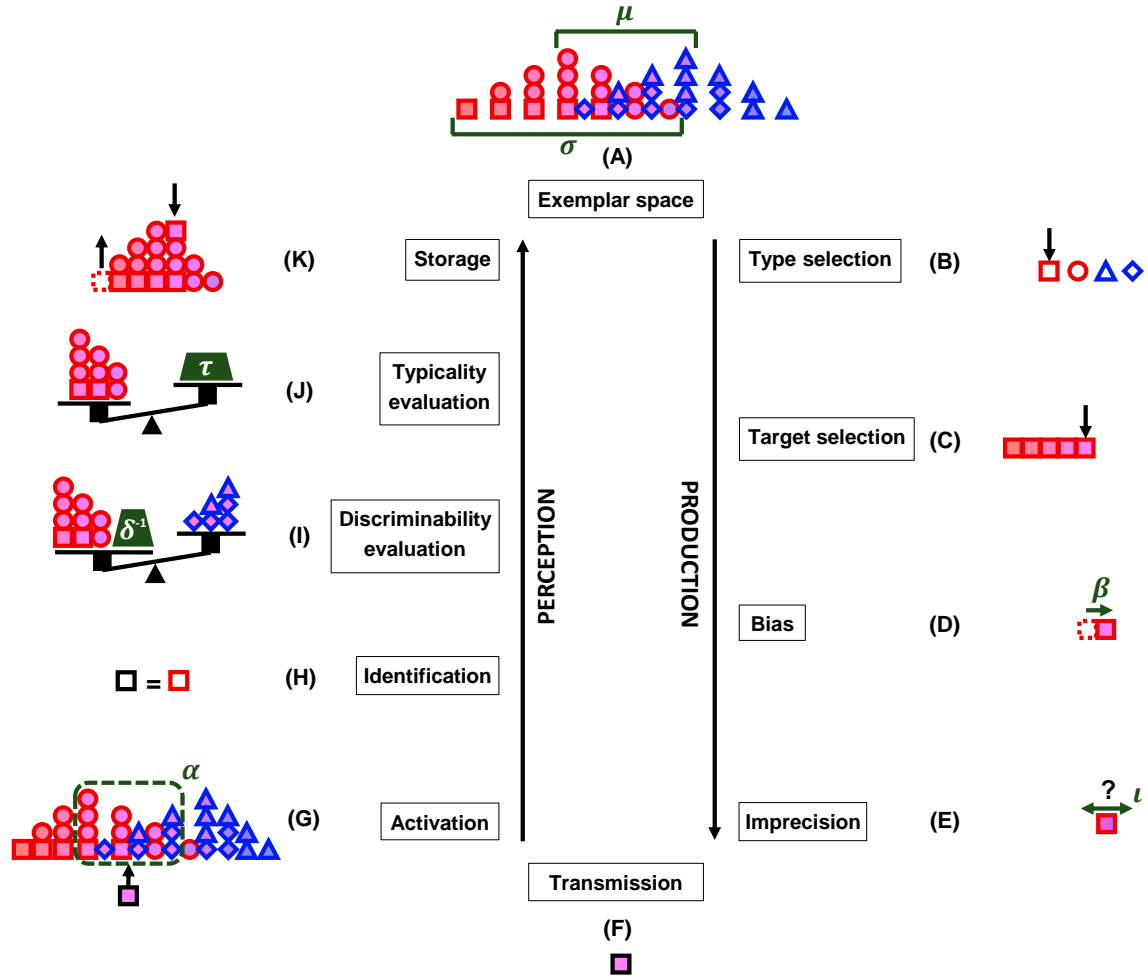 μ
σ
(A)
Exemplar space
(K)
Storage
Type selection
(B)
τ
(J)
Typicality
evaluation
Target selection
(C)
δ⁻¹
(I)
Discriminability
evaluation
PERCEPTION
PRODUCTION
β
Bias
(D)
=
(H)
Identification
α
(G)
Activation
Imprecision
(E)
?
ι
Transmission
(F)